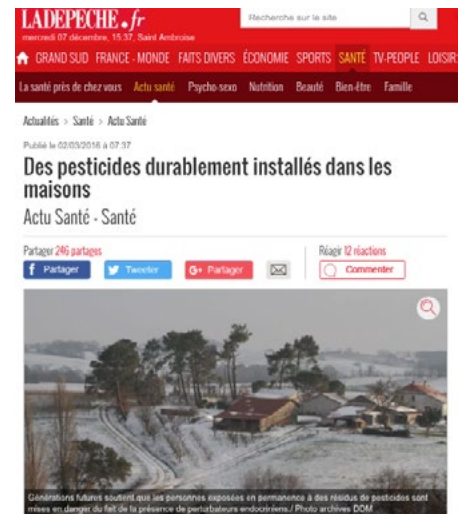 LADEPECHE.fr
mercredi 07 décembre, 15:37, Saint Ambroise
Recherche sur le site
GRAND SUD FRANCE - MONDE FAITS DIVERS ÉCONOMIE SPORTS SANTÉ TV-PEOPLE LOISIR
La santé près de chez vous Actu santé Psycho-sexo Nutrition Beauté Bien-être Famille
Actualités > Santé > Actu Santé
Publié le 02/03/2016 à 07:37
Des pesticides durablement installés dans les
maisons
Actu Santé - Santé
Partager 246 partages
Réagir 12 réactions
f Partager
Tweeter
G+ Partager
Commenter
Générations futures soutient que les personnes exposées en permanence à des résidus de pesticides sont
mises en danger du fait de la présence de perturbateurs endocriniens./ Photo archives DDM